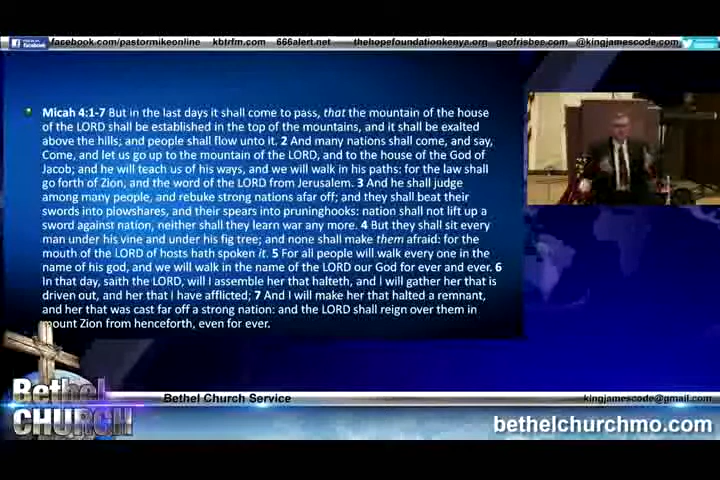 facebook.com/pastormikeonline kbtrfm.com 666alert.net thehopefoundationkenya.org geofrisbee.com @kingjamescode.com
Micah 4:1-7 But in the last days it shall come to pass, that the mountain of the house
of the LORD shall be established in the top of the mountains, and it shall be exalted
above the hills; and people shall flow unto it. 2 And many nations shall come, and say,
Come, and let us go up to the mountain of the LORD, and to the house of the God of
Jacob; and he will teach us of his ways, and we will walk in his paths: for the law shall
go forth of Zion, and the word of the LORD from Jerusalem. 3 And he shall judge
among many people, and rebuke strong nations afar off; and they shall beat their
swords into plowshares, and their spears into pruninghooks: nation shall not lift up a
sword against nation, neither shall they learn war any more. 4 But they shall sit every
man under his vine and under his fig tree; and none shall make them afraid: for the
mouth of the LORD of hosts hath spoken it. 5 For all people will walk every one in the
name of his god, and we will walk in the name of the LORD our God for ever and ever. 6
In that day, saith the LORD, will I assemble her that halteth, and I will gather her that is
driven out, and her that I have afflicted; 7 And I will make her that halted a remnant,
and her that was cast far off a strong nation: and the LORD shall reign over them in
mount Zion from henceforth, even for ever.
Bethel
CHURCH
Bethel Church Service
kingjamescode@gmail.com
bethelchurchmo.com